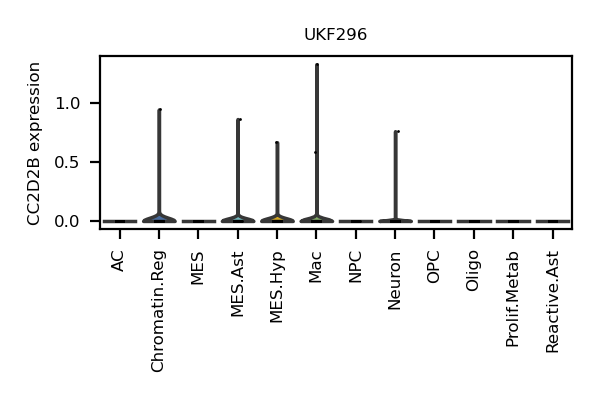 UKF296
CC2D2B expression
1.0
0.5
0.0
AC
Chromatin.Reg
MES
MES.Ast
MES.Hyp
Mac
NPC
Neuron
OPC
Oligo
Prolif.Metab
Reactive.Ast